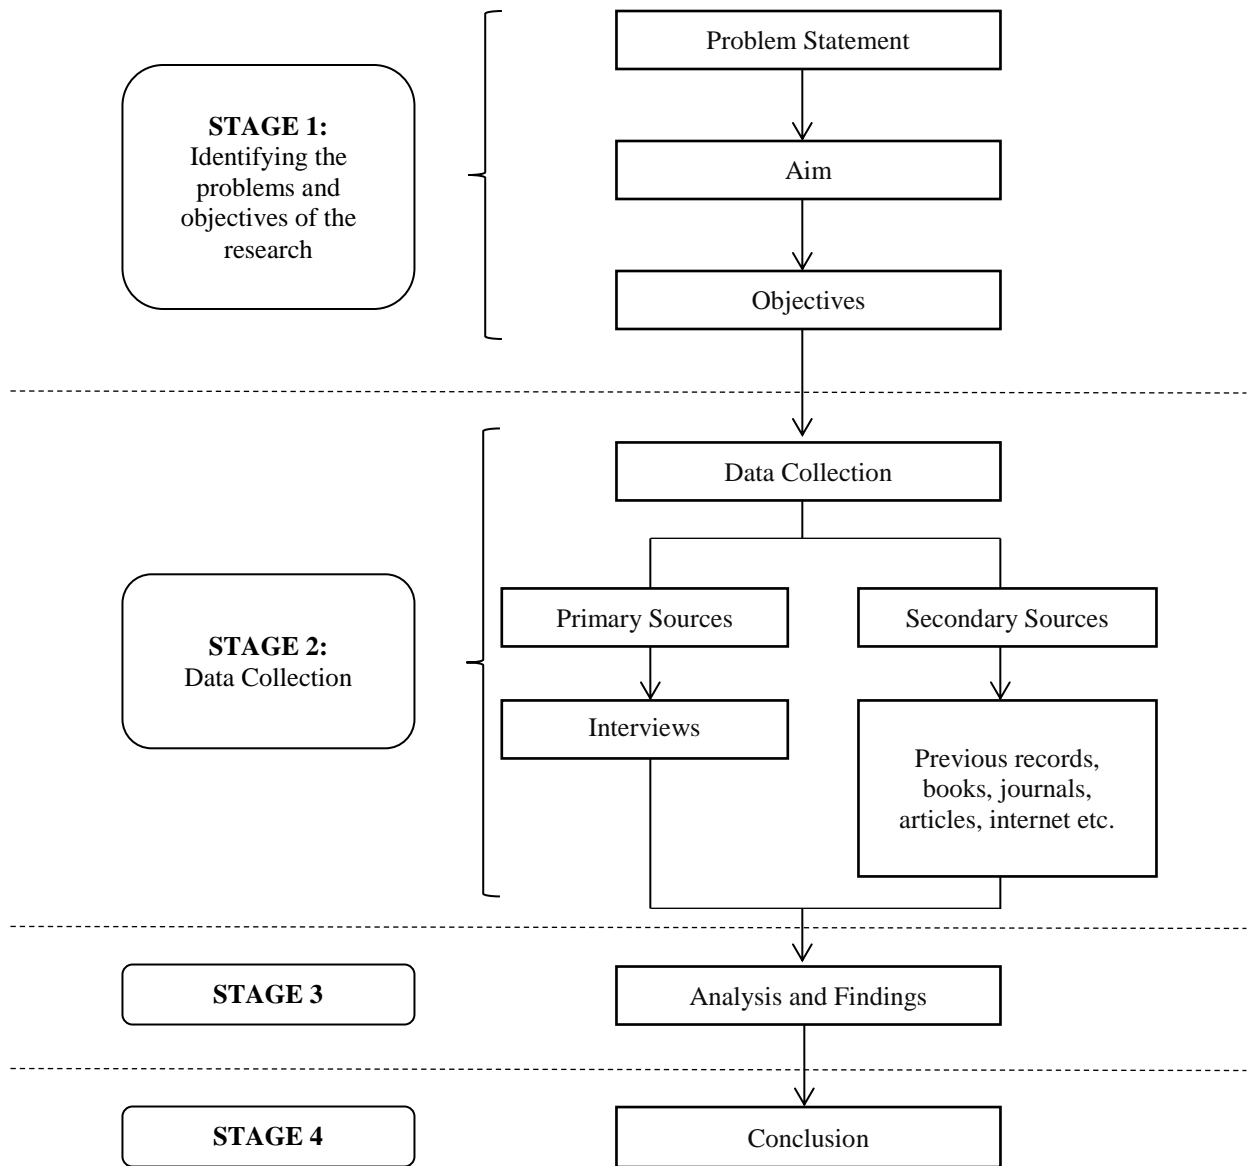 Problem Statement
STAGE 1:
Identifying the
problems and
objectives of the
research
Aim
Objectives
Data Collection
Primary Sources
Secondary Sources
STAGE 2:
Data Collection
Interviews
Previous records,
books, journals,
articles, internet etc.
STAGE 3
Analysis and Findings
STAGE 4
Conclusion